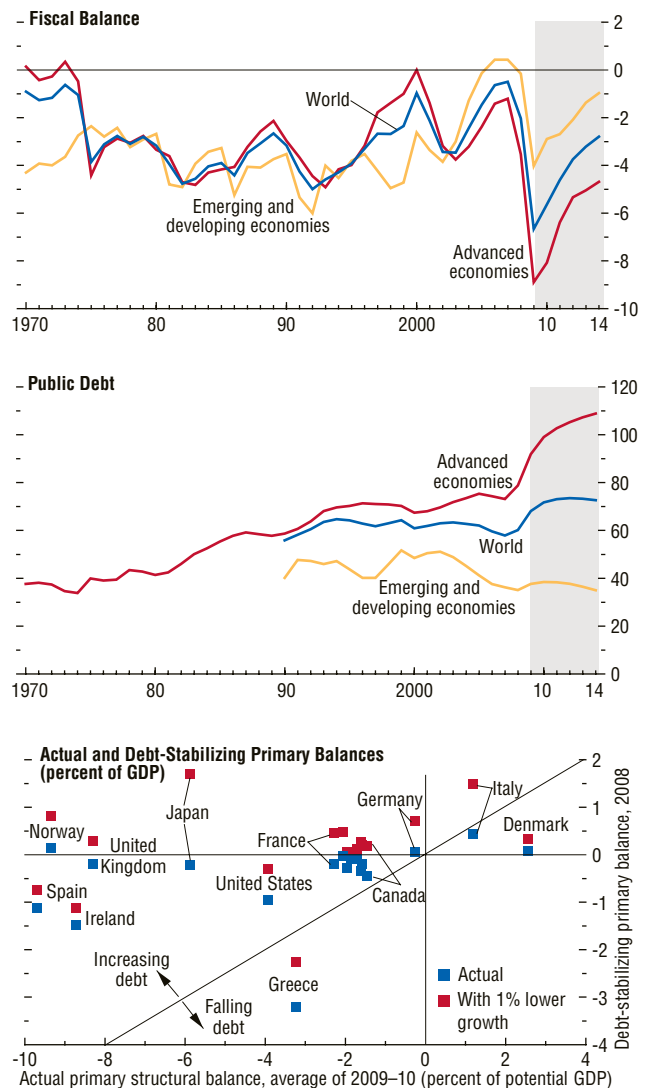 Fiscal Balance
2
0
-2
-4
-6
-8
-10
World
Emerging and
developing economies
Advanced
economies
1970 80 90 2000 10 14
Public Debt
120
100
80
60
40
20
0
Advanced
economies
World
Emerging and
developing economies
1970 80 90 2000 10 14
Actual and Debt-Stabilizing Primary Balances
(percent of GDP)
2
1
0
-1
-2
-3
-4
Debt-stabilizing primary balance, 2008
Norway
United
Kingdom
Japan
France
Germany
Italy
Denmark
Spain
Ireland
United States
Canada
Greece
Increasing
debt
Falling
debt
Actual
With 1% lower
growth
-10 -8 -6 -4 -2 0 2 4
Actual primary structural balance, average of 2009–10 (percent of potential GDP)